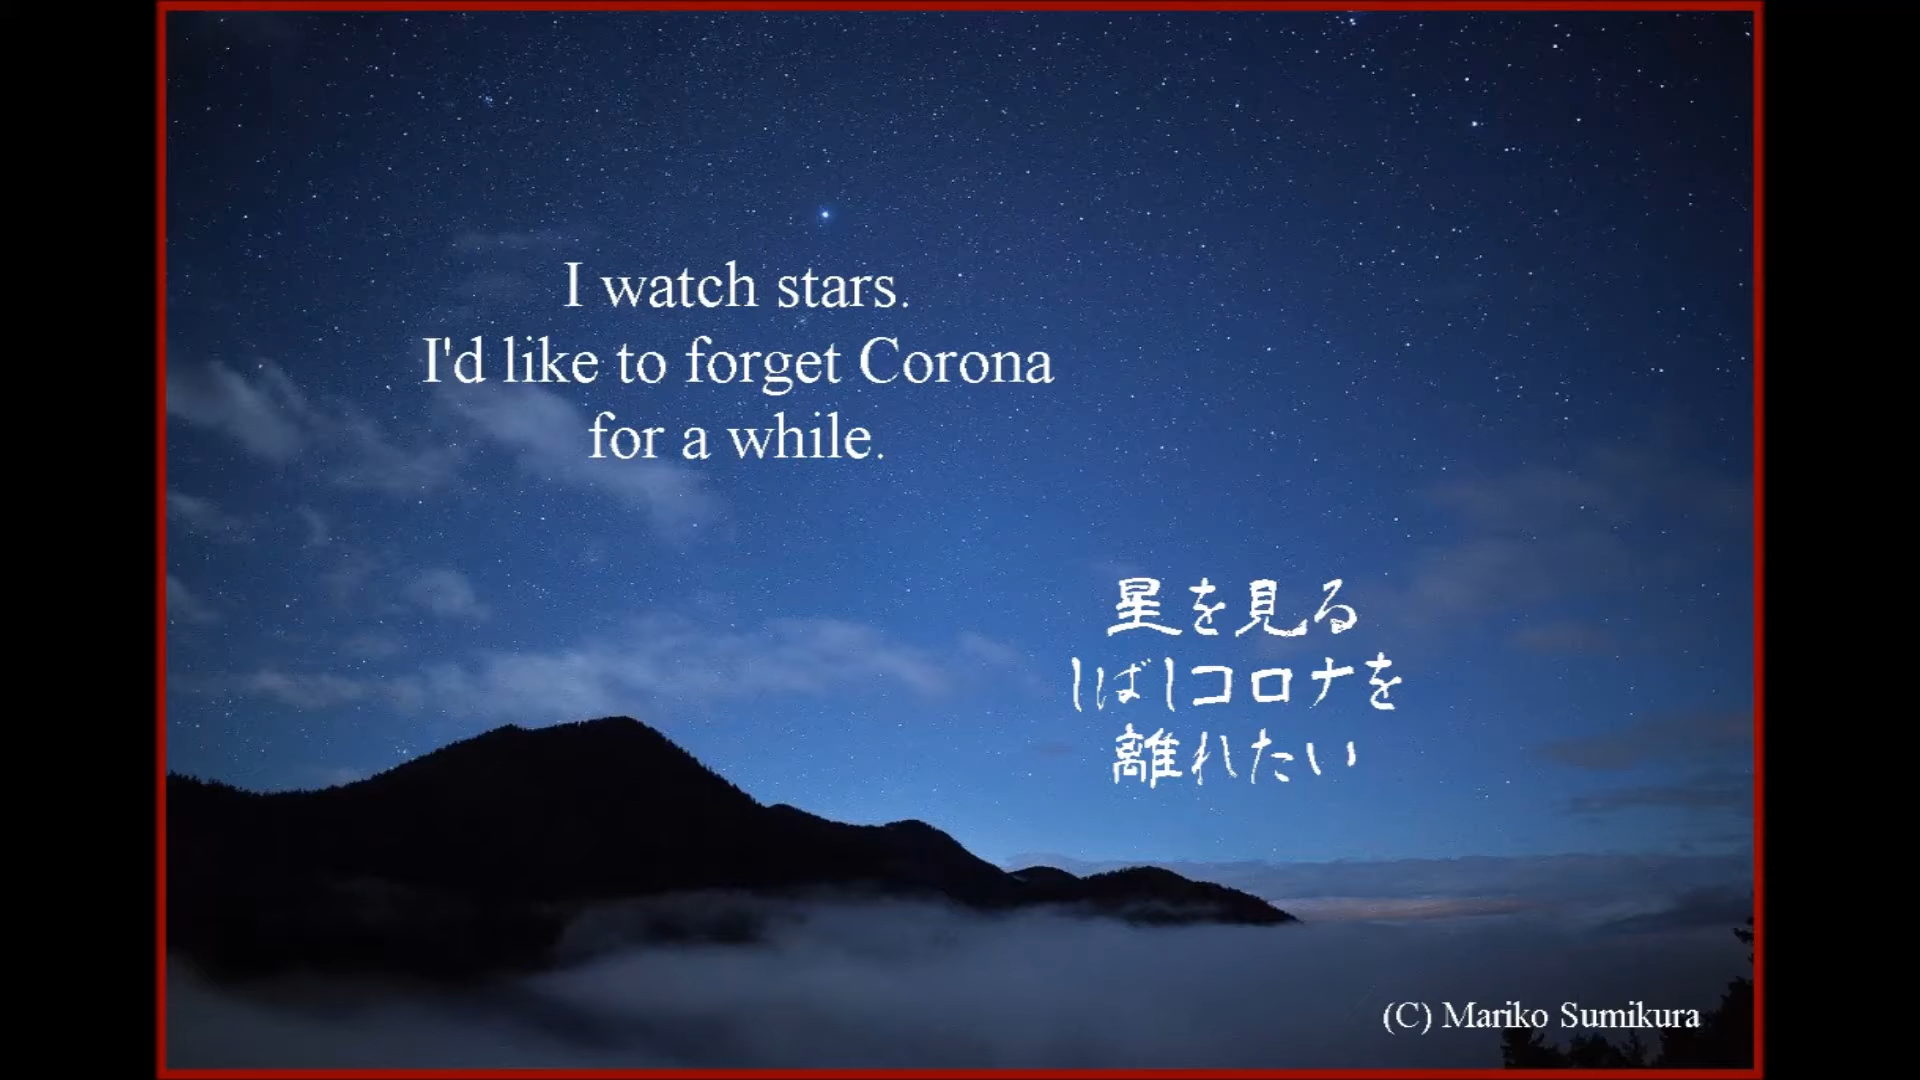 I watch stars.
I'd like to forget Corona
for a while.
星を見る
しばしコロナを
離れたい
(C) Mariko Sumikura